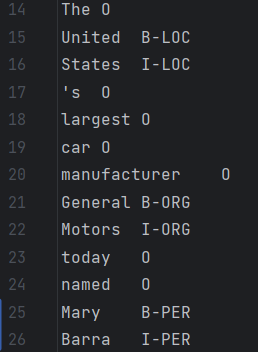 14 The O
15 United B-LOC
16 States I-LOC
17 's O
18 largest O
19 car O
20 manufacturer O
21 General B-ORG
22 Motors I-ORG
23 today O
24 named O
25 Mary B-PER
26 Barra I-PER